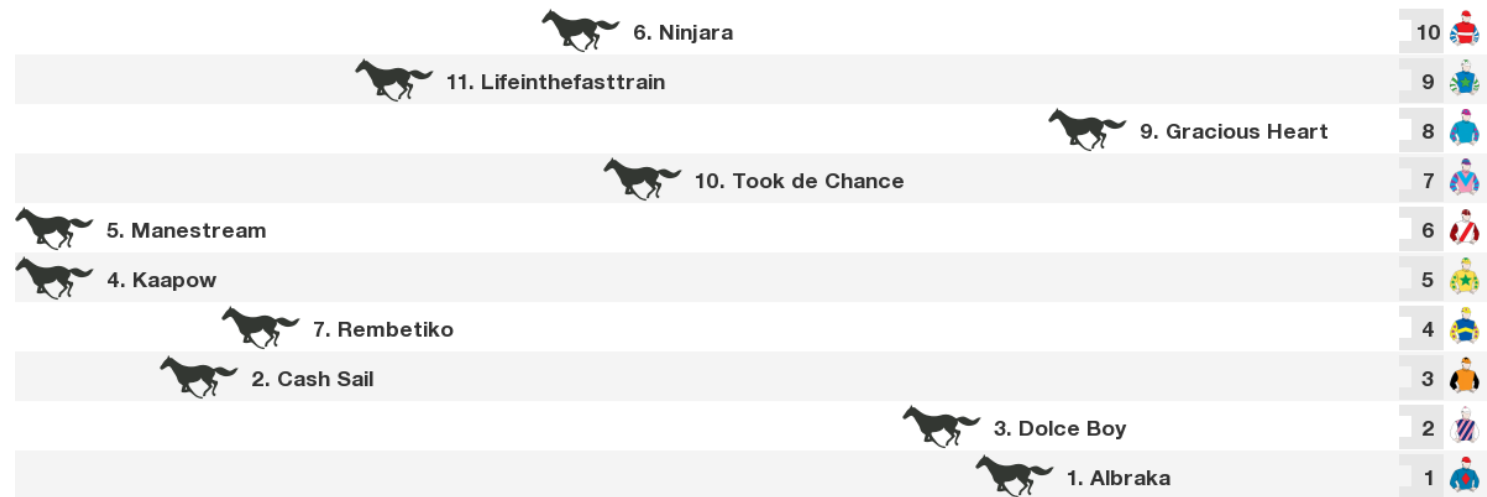 6. Ninjara 10
11. Lifeinthefasttrain 9
9. Gracious Heart 8
10. Took de Chance 7
5. Manestream 6
4. Kaapow 5
7. Rembetiko 4
2. Cash Sail 3
3. Dolce Boy 2
1. Albraka 1